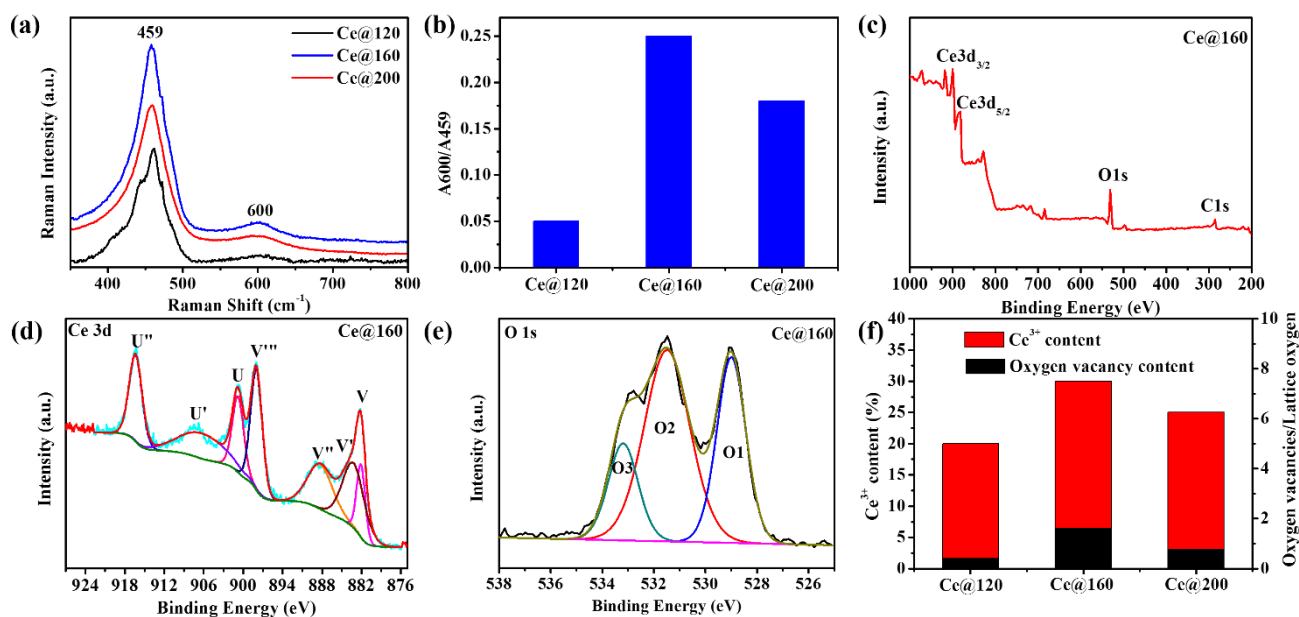 (a)
459
Ce@120
Ce@160
Ce@200
600
Raman Intensity (a.u.)
400 500 600 700 800
Raman Shift (cm⁻¹)
(b)
0.25
0.20
0.15
0.10
0.05
0.00
A600/A459
Ce@120 Ce@160 Ce@200
(c)
Ce@160
Ce3d3/2
Ce3d5/2
O1s
C1s
Intensity (a.u.)
1000 900 800 700 600 500 400 300 200
Binding Energy (eV)
(d)
Ce 3d
Ce@160
U"
U'
U
V'"
V"
V'
V
Intensity (a.u.)
924 916 908 900 892 884 876
Binding Energy (eV)
(e)
O 1s
Ce@160
O3
O2
O1
Intensity (a.u.)
538 536 534 532 530 528 526
Binding Energy (eV)
(f)
Ce³⁺ content
Oxygen vacancy content
40
35
30
25
20
15
10
5
0
Ce³⁺ content (%)
10
8
6
4
2
0
Oxygen vacancies/Lattice oxygen
Ce@120 Ce@160 Ce@200